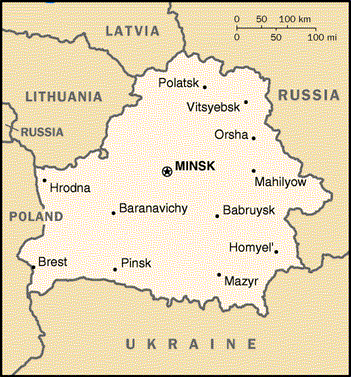 LATVIA
0 50 100 km
0 50 100 mi
Polatsk
LITHUANIA
Vitsyebsk
RUSSIA
Orsha
RUSSIA
MINSK
Hrodna
Mahilyow
Baranavichy
Babruysk
POLAND
Homyel'
Brest
Pinsk
Mazyr
UKRAINE